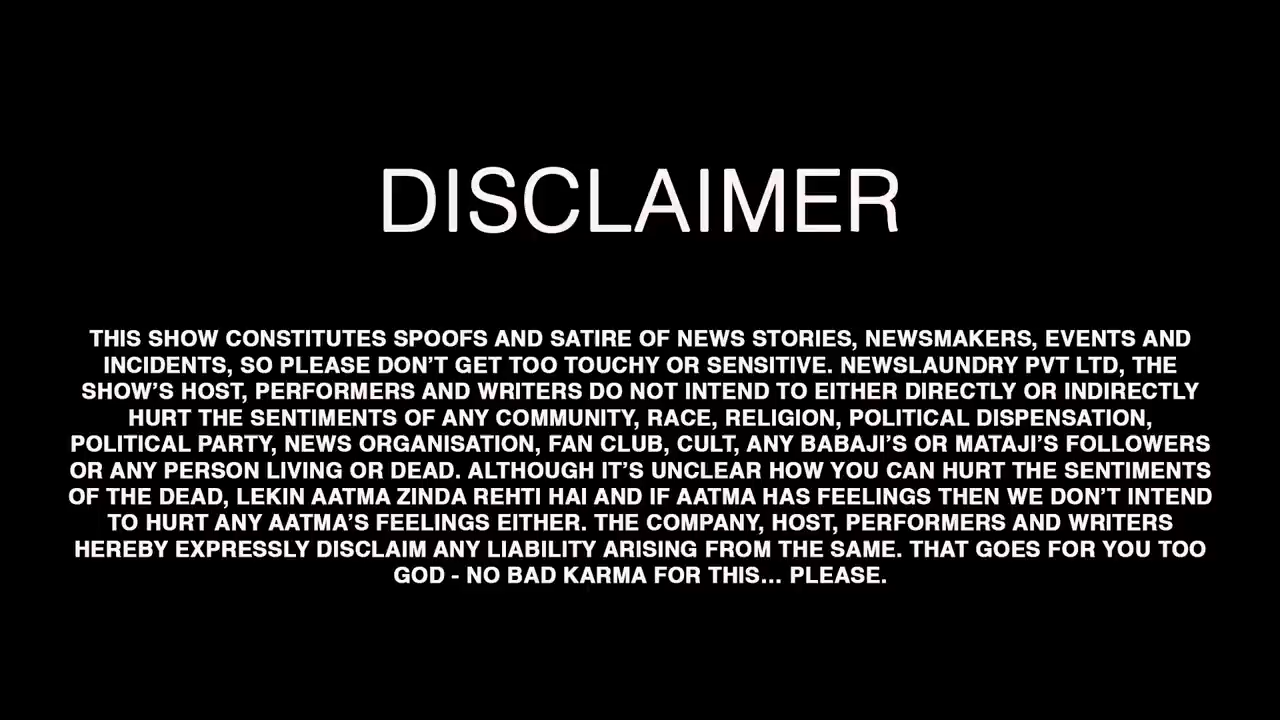 DISCLAIMER
THIS SHOW CONSTITUTES SPOOFS AND SATIRE OF NEWS STORIES, NEWSMAKERS, EVENTS AND
INCIDENTS, SO PLEASE DON’T GET TOO TOUCHY OR SENSITIVE. NEWSLAUNDRY PVT LTD, THE
SHOW’S HOST, PERFORMERS AND WRITERS DO NOT INTEND TO EITHER DIRECTLY OR INDIRECTLY
HURT THE SENTIMENTS OF ANY COMMUNITY, RACE, RELIGION, POLITICAL DISPENSATION,
POLITICAL PARTY, NEWS ORGANISATION, FAN CLUB, CULT, ANY BABAJI’S OR MATAJI’S FOLLOWERS
OR ANY PERSON LIVING OR DEAD. ALTHOUGH IT’S UNCLEAR HOW YOU CAN HURT THE SENTIMENTS
OF THE DEAD, LEKIN AATMA ZINDA REHTI HAI AND IF AATMA HAS FEELINGS THEN WE DON’T INTEND
TO HURT ANY AATMA’S FEELINGS EITHER. THE COMPANY, HOST, PERFORMERS AND WRITERS
HEREBY EXPRESSLY DISCLAIM ANY LIABILITY ARISING FROM THE SAME. THAT GOES FOR YOU TOO
GOD - NO BAD KARMA FOR THIS... PLEASE.